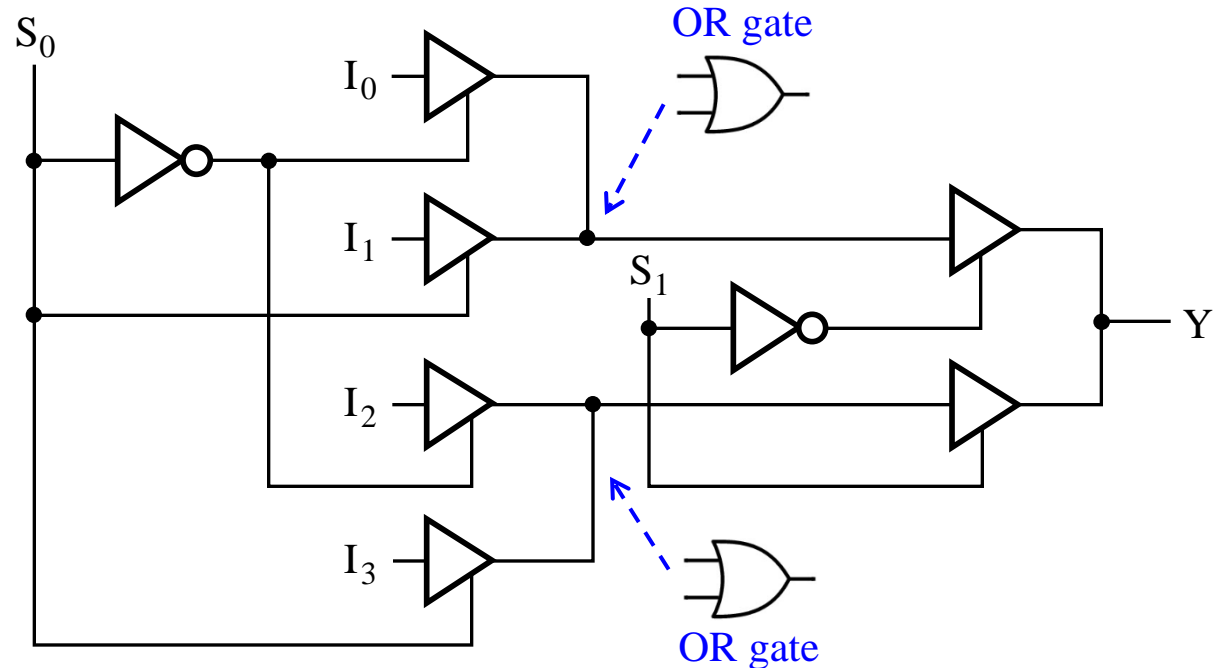 OR gate
S₀
I₀
I₁
S₁
Y
I₂
I₃
OR gate